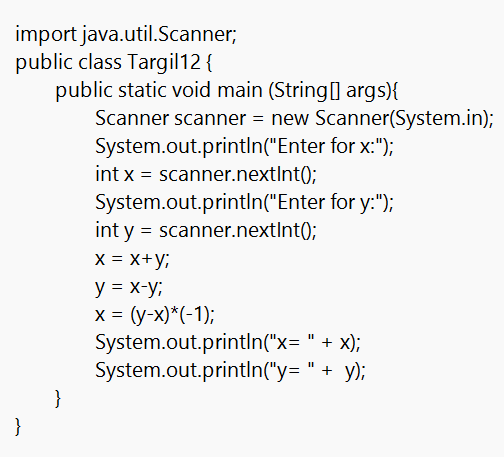 import java.util.Scanner;
public class Targil12 {
public static void main (String[] args){
Scanner scanner = new Scanner(System.in);
System.out.println("Enter for x:");
int x = scanner.nextInt();
System.out.println("Enter for y:");
int y = scanner.nextInt();
x = x+y;
y = x-y;
x = (y-x)*(-1);
System.out.println("x= " + x);
System.out.println("y= " +  y);
}
}